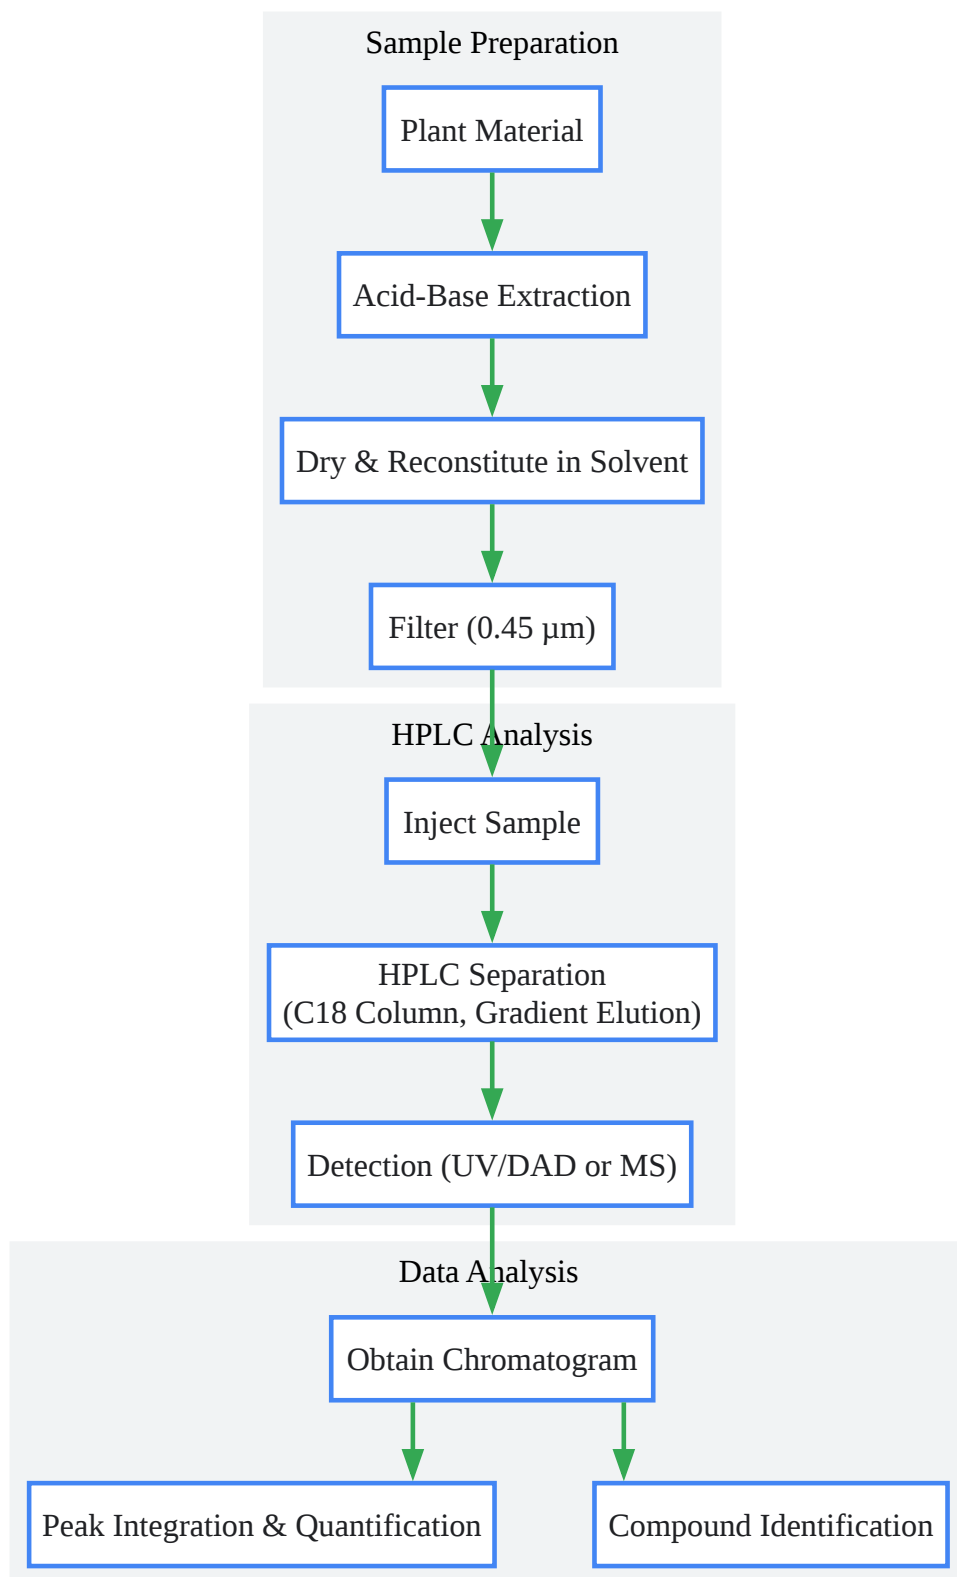 Sample Preparation
Plant Material
Acid-Base Extraction
Dry & Reconstitute in Solvent
Filter (0.45 µm)
HPLC Analysis
Inject Sample
HPLC Separation
(C18 Column, Gradient Elution)
Detection (UV/DAD or MS)
Data Analysis
Obtain Chromatogram
Peak Integration & Quantification
Compound Identification